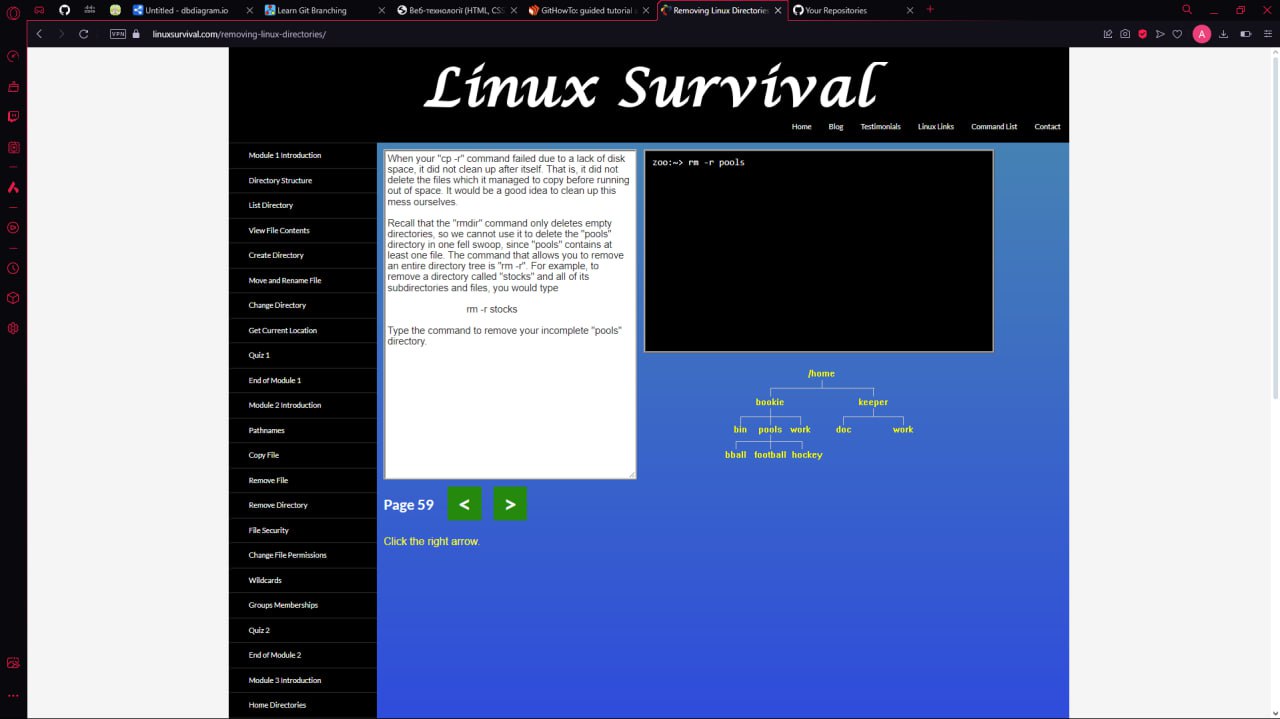 Untitled - dbdiagram.io
Learn Git Branching
Веб-технології (HTML, CSS
GitHowTo: guided tutorial a
Removing Linux Directories
Your Repositories
VPN
linuxsurvival.com/removing-linux-directories/
A
Linux Survival
Home
Blog
Testimonials
Linux Links
Command List
Contact
Module 1 Introduction
Directory Structure
List Directory
View File Contents
Create Directory
Move and Rename File
Change Directory
Get Current Location
Quiz 1
End of Module 1
Module 2 Introduction
Pathnames
Copy File
Remove File
Remove Directory
File Security
Change File Permissions
Wildcards
Groups Memberships
Quiz 2
End of Module 2
Module 3 Introduction
Home Directories
When your "cp -r" command failed due to a lack of disk
space, it did not clean up after itself. That is, it did not
delete the files which it managed to copy before running
out of space. It would be a good idea to clean up this
mess ourselves.
Recall that the "rmdir" command only deletes empty
directories, so we cannot use it to delete the "pools"
directory in one fell swoop, since "pools" contains at
least one file. The command that allows you to remove
an entire directory tree is "rm -r". For example, to
remove a directory called "stocks" and all of its
subdirectories and files, you would type
rm -r stocks
Type the command to remove your incomplete "pools"
directory.
Page 59
<
>
Click the right arrow.
zoo:~> rm -r pools
/home
bookie keeper
bin pools work doc work
bball football hockey